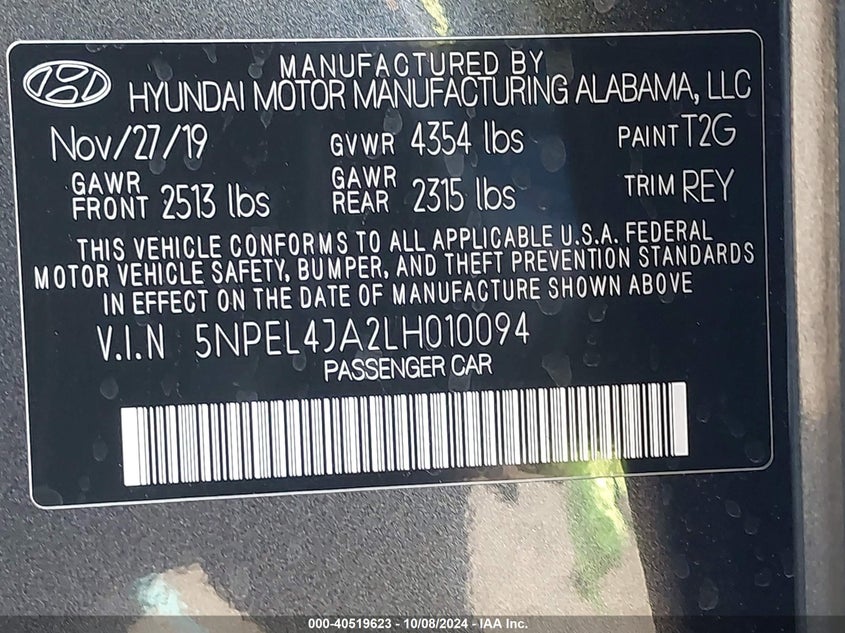 MANUFACTURED BY
HYUNDAI MOTOR MANUFACTURING ALABAMA, LLC
Nov/27/19 GVWR 4354 lbs PAINT T2G
GAWR FRONT 2513 lbs GAWR REAR 2315 lbs TRIM REY
THIS VEHICLE CONFORMS TO ALL APPLICABLE U.S.A. FEDERAL
MOTOR VEHICLE SAFETY, BUMPER, AND THEFT PREVENTION STANDARDS
IN EFFECT ON THE DATE OF MANUFACTURE SHOWN ABOVE
V.I.N 5NPEL4JA2LH010094
PASSENGER CAR
000-40519623 - 10/08/2024 - IAA Inc.